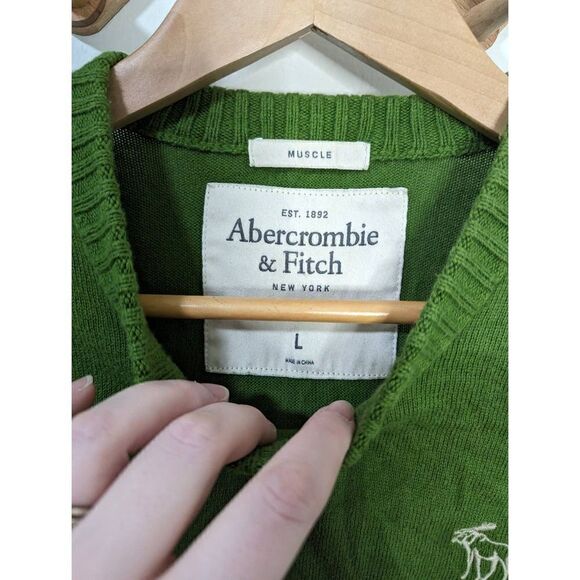 MUSCLE
EST. 1892
Abercrombie
& Fitch
NEW YORK
L
MADE IN CHINA